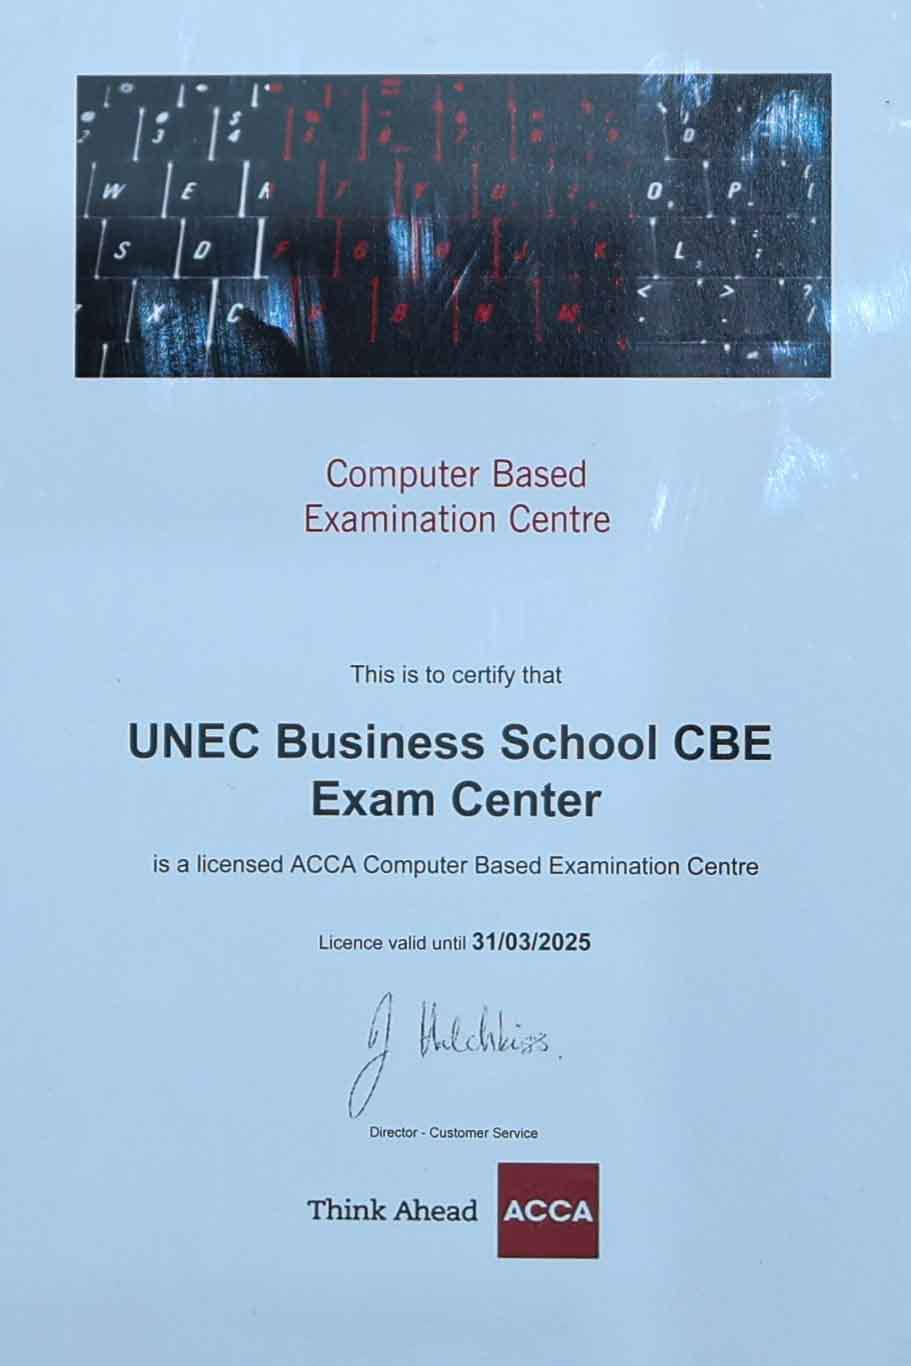 W E R T Y U O P
S D F G H J K L
X C B N M
Computer Based
Examination Centre
This is to certify that
UNEC Business School CBE
Exam Center
is a licensed ACCA Computer Based Examination Centre
Licence valid until 31/03/2025
J Hutchkiss.
Director - Customer Service
Think Ahead ACCA